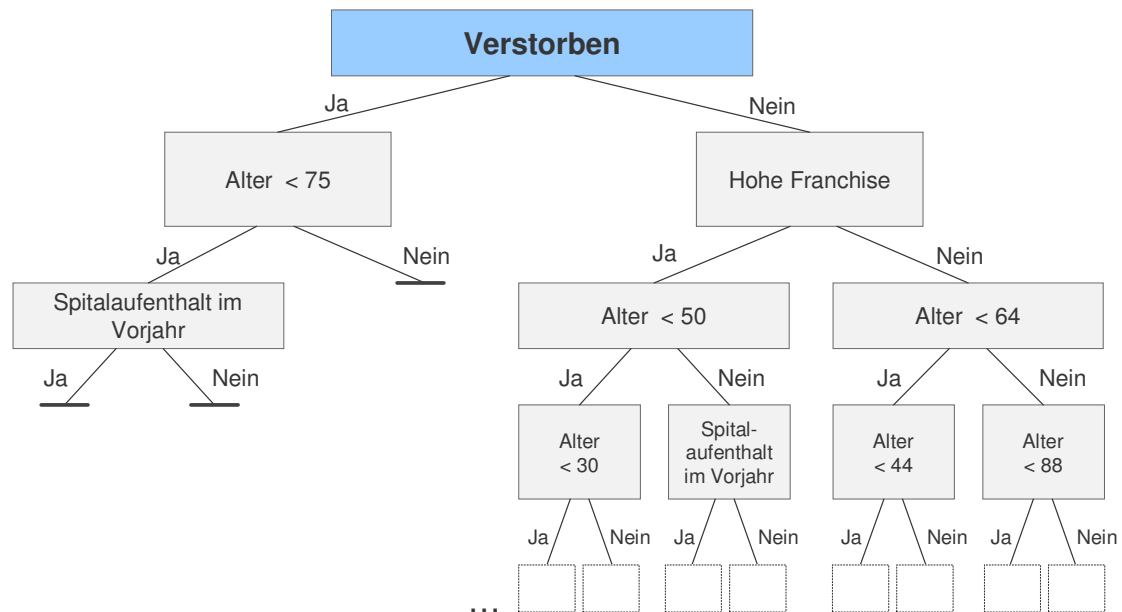 Verstorben
Ja
Nein
Alter < 75
Hohe Franchise
Ja
Nein
Ja
Nein
Spitalaufenthalt im
Vorjahr
Alter < 50
Alter < 64
Ja
Nein
Ja
Nein
Ja
Nein
Alter
< 30
Spital-
aufenthalt
im Vorjahr
Alter
< 44
Alter
< 88
Ja
Nein
Ja
Nein
Ja
Nein
Ja
Nein
...